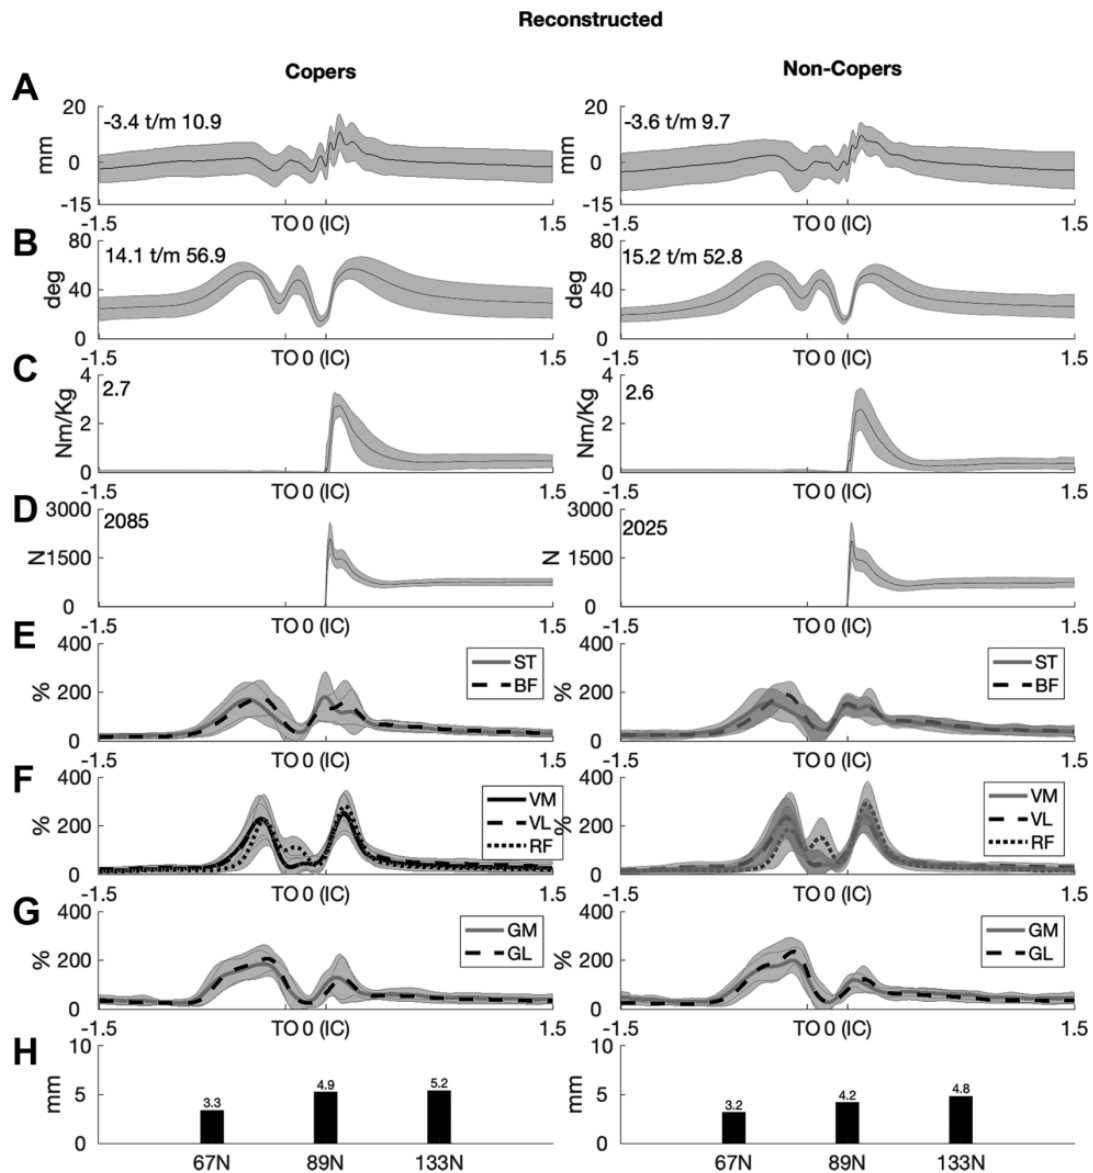 Reconstructed
Copers
Non-Copers
A
mm
20
0
-15
-3.4 t/m 10.9
-1.5
TO 0 (IC)
1.5
mm
20
0
-15
-3.6 t/m 9.7
-1.5
TO 0 (IC)
1.5
B
deg
80
40
0
14.1 t/m 56.9
-1.5
TO 0 (IC)
1.5
deg
80
40
0
15.2 t/m 52.8
-1.5
TO 0 (IC)
1.5
C
Nm/Kg
4
2
0
2.7
-1.5
TO 0 (IC)
1.5
Nm/Kg
4
2
0
2.6
-1.5
TO 0 (IC)
1.5
D
N
3000
1500
0
2085
-1.5
TO 0 (IC)
1.5
N
3000
1500
0
2025
-1.5
TO 0 (IC)
1.5
E
%
400
200
0
ST
BF
-1.5
TO 0 (IC)
1.5
%
400
200
0
ST
BF
-1.5
TO 0 (IC)
1.5
F
%
400
200
0
VM
VL
RF
-1.5
TO 0 (IC)
1.5
%
400
200
0
VM
VL
RF
-1.5
TO 0 (IC)
1.5
G
%
400
200
0
GM
GL
-1.5
TO 0 (IC)
1.5
%
400
200
0
GM
GL
-1.5
TO 0 (IC)
1.5
H
mm
10
5
0
3.3
4.9
5.2
67N
89N
133N
mm
10
5
0
3.2
4.2
4.8
67N
89N
133N